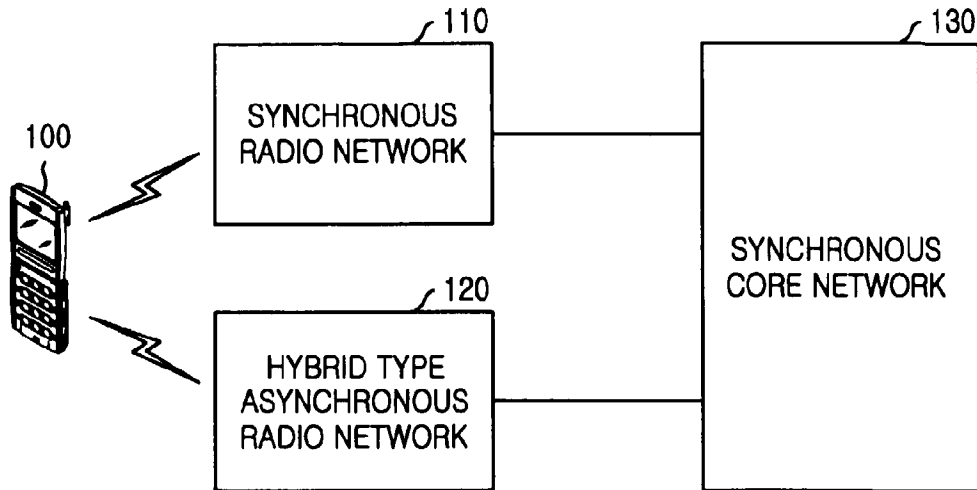 110
SYNCHRONOUS
RADIO NETWORK
130
SYNCHRONOUS
CORE NETWORK
100
120
HYBRID TYPE
ASYNCHRONOUS
RADIO NETWORK